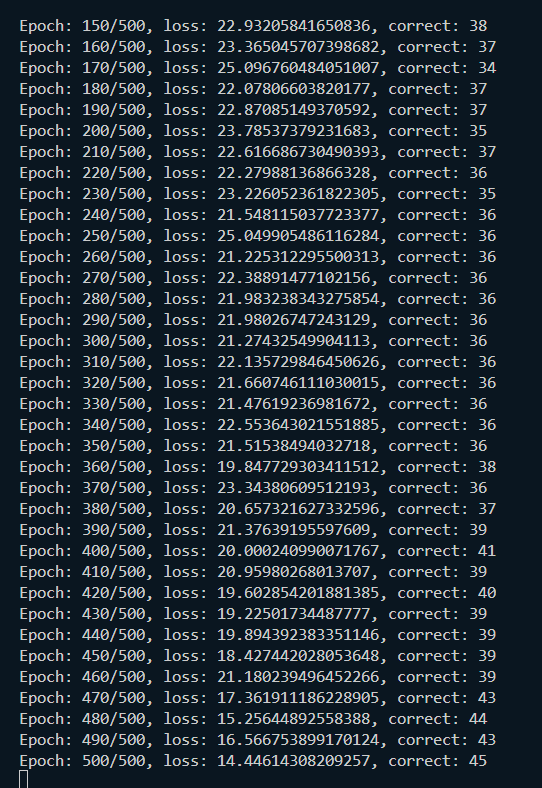 Epoch: 150/500, loss: 22.93205841650836, correct: 38
Epoch: 160/500, loss: 23.365045707398682, correct: 37
Epoch: 170/500, loss: 25.096760484051007, correct: 34
Epoch: 180/500, loss: 22.07806603820177, correct: 37
Epoch: 190/500, loss: 22.87085149370592, correct: 37
Epoch: 200/500, loss: 23.78537379231683, correct: 35
Epoch: 210/500, loss: 22.616686730490393, correct: 37
Epoch: 220/500, loss: 22.27988136866328, correct: 36
Epoch: 230/500, loss: 23.226052361822305, correct: 35
Epoch: 240/500, loss: 21.548115037723377, correct: 36
Epoch: 250/500, loss: 25.049905486116284, correct: 36
Epoch: 260/500, loss: 21.225312295500313, correct: 36
Epoch: 270/500, loss: 22.38891477102156, correct: 36
Epoch: 280/500, loss: 21.983238343275854, correct: 36
Epoch: 290/500, loss: 21.98026747243129, correct: 36
Epoch: 300/500, loss: 21.27432549904113, correct: 36
Epoch: 310/500, loss: 22.135729846450626, correct: 36
Epoch: 320/500, loss: 21.660746111030015, correct: 36
Epoch: 330/500, loss: 21.47619236981672, correct: 36
Epoch: 340/500, loss: 22.553643021551885, correct: 36
Epoch: 350/500, loss: 21.51538494032718, correct: 36
Epoch: 360/500, loss: 19.847729303411512, correct: 38
Epoch: 370/500, loss: 23.34380609512193, correct: 36
Epoch: 380/500, loss: 20.657321627332596, correct: 37
Epoch: 390/500, loss: 21.37639195597609, correct: 39
Epoch: 400/500, loss: 20.000240990071767, correct: 41
Epoch: 410/500, loss: 20.95980268013707, correct: 39
Epoch: 420/500, loss: 19.602854201881385, correct: 40
Epoch: 430/500, loss: 19.22501734487777, correct: 39
Epoch: 440/500, loss: 19.894392383351146, correct: 39
Epoch: 450/500, loss: 18.427442028053648, correct: 39
Epoch: 460/500, loss: 21.180239496452266, correct: 39
Epoch: 470/500, loss: 17.361911186228905, correct: 43
Epoch: 480/500, loss: 15.25644892558388, correct: 44
Epoch: 490/500, loss: 16.566753899170124, correct: 43
Epoch: 500/500, loss: 14.44614308209257, correct: 45